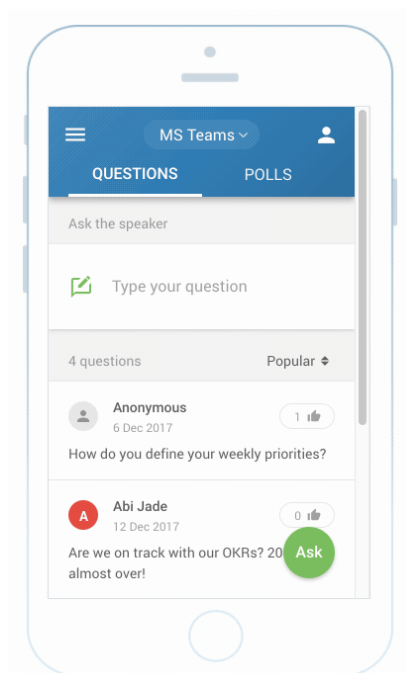 MS Teams
QUESTIONS POLLS
Ask the speaker
Type your question
4 questions Popular
Anonymous
6 Dec 2017
1
How do you define your weekly priorities?
A
Abi Jade
12 Dec 2017
0
Are we on track with our OKRs? 20
almost over!
Ask